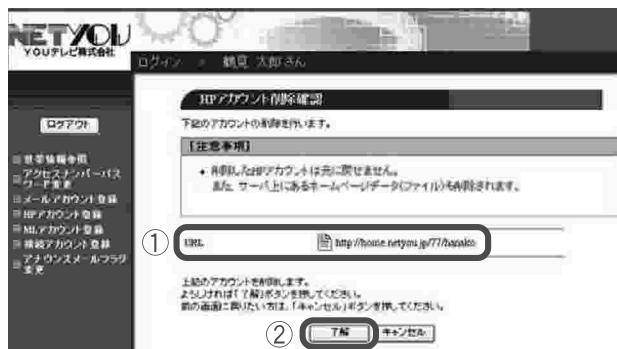 NETYOU
YOUテレビ株式会社
ログイン > 鶴見 太郎さん
ログアウト
世帯情報参照
アクセスナンバーパス
ワード変更
メールアカウント登録
HPアカウント登録
MLアカウント登録
接続アカウント登録
アナウンスメールフラグ
変更
HPアカウント削除確認
下記のアカウントの削除を行います。
【注意事項】
• 削除したHPアカウントは元に戻せません。
また、サーバ上にあるホームページデータ(ファイル)も削除されます。
① URL http://home.netyou.jp/77/hanako
上記のアカウントを削除します。
よろしければ「了解」ボタンを押してください。
前の画面に戻りたい方は、「キャンセル」ボタンを押してください。
② 了解 キャンセル